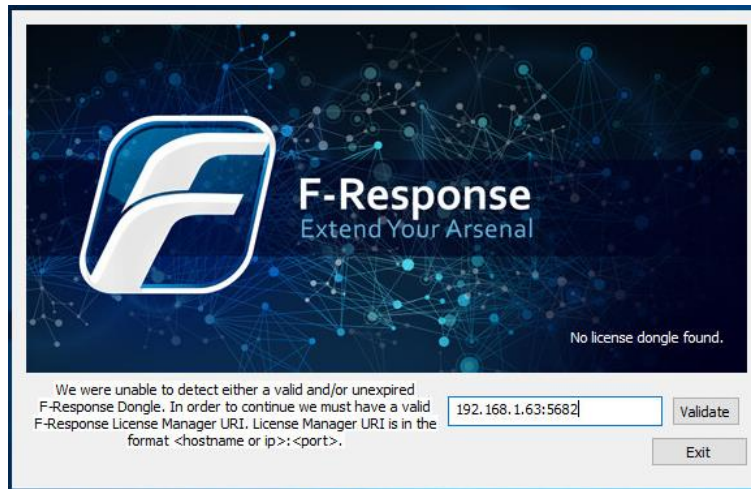 F-Response
Extend Your Arsenal
No license dongle found.
We were unable to detect either a valid and/or unexpired
F-Response Dongle. In order to continue we must have a valid
F-Response License Manager URI. License Manager URI is in the
format <hostname or ip>:<port>.
192.168.1.63:5682
Validate
Exit